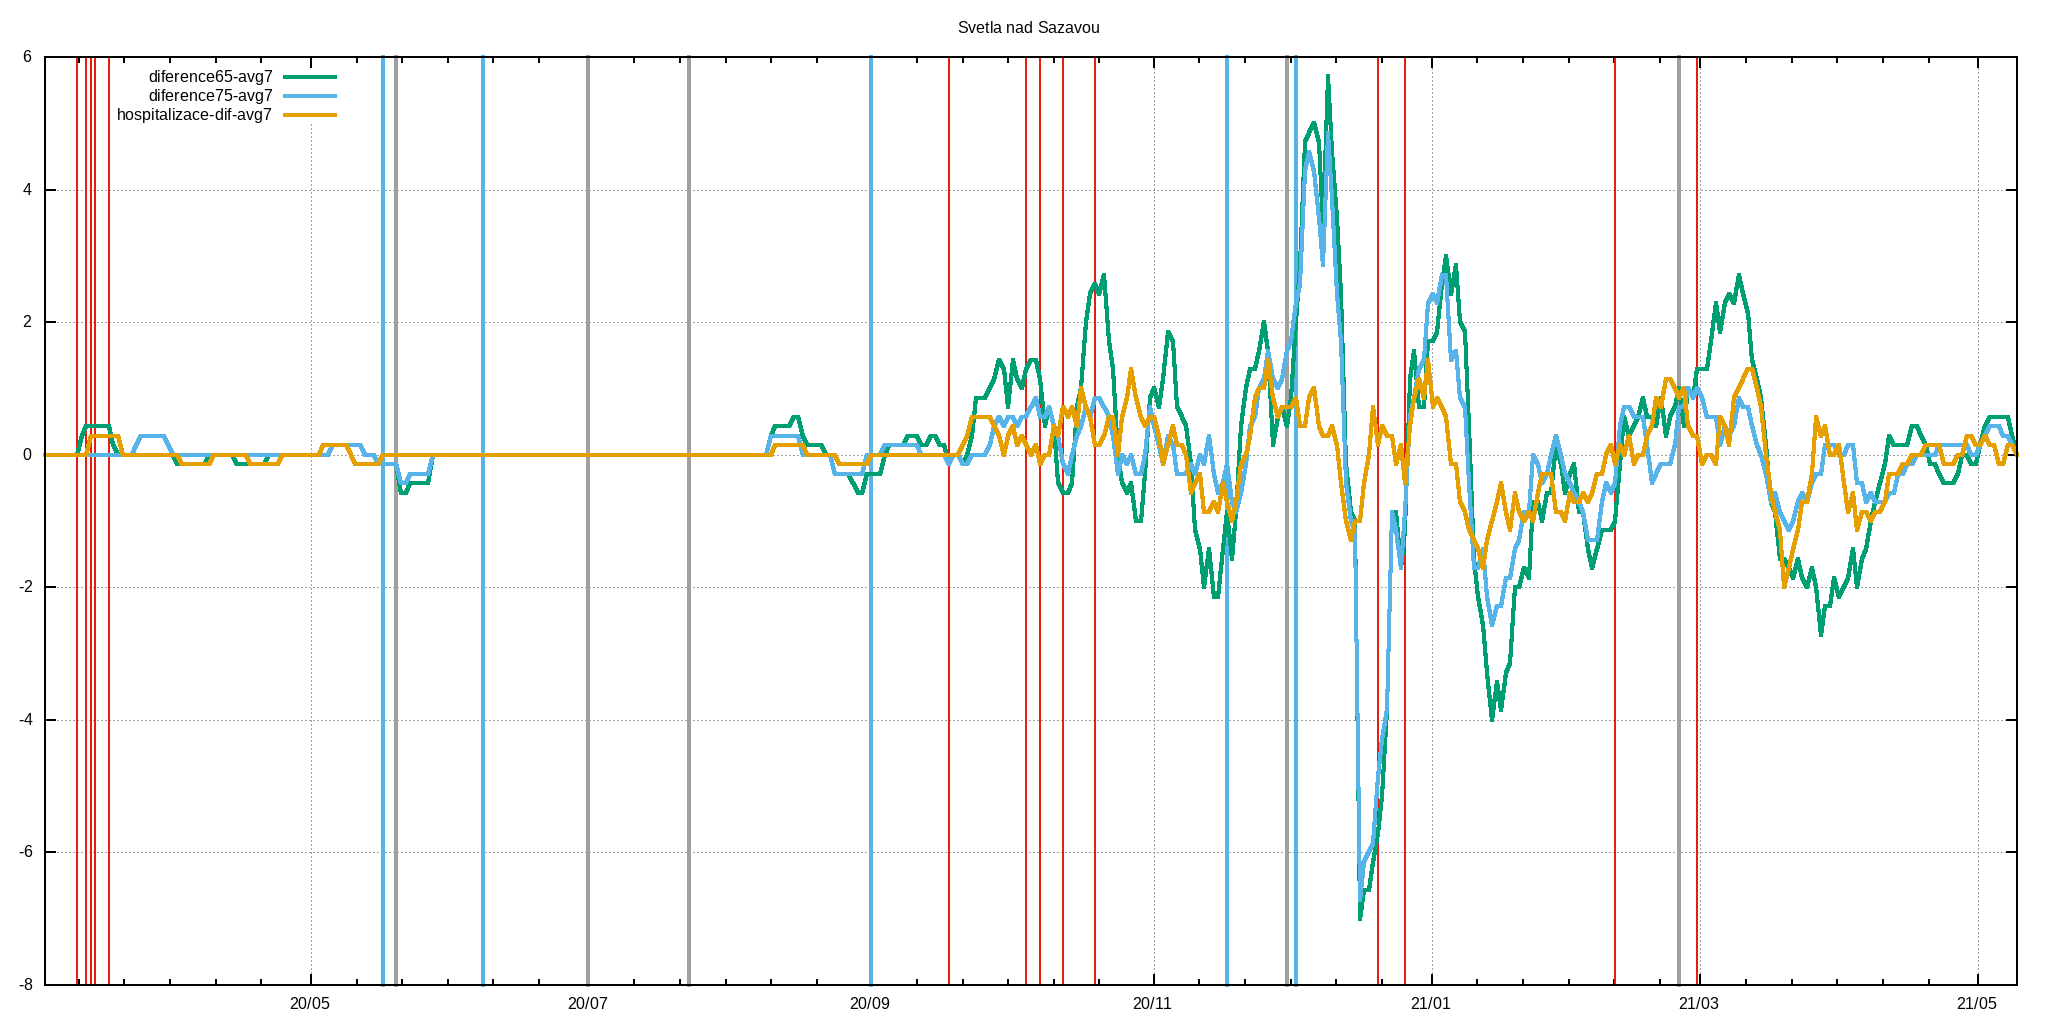 Svetla nad Sazavou
diference65-avg7
diference75-avg7
hospitalizace-dif-avg7
6
4
2
0
-2
-4
-6
-8
20/05 20/07 20/09 20/11 21/01 21/03 21/05